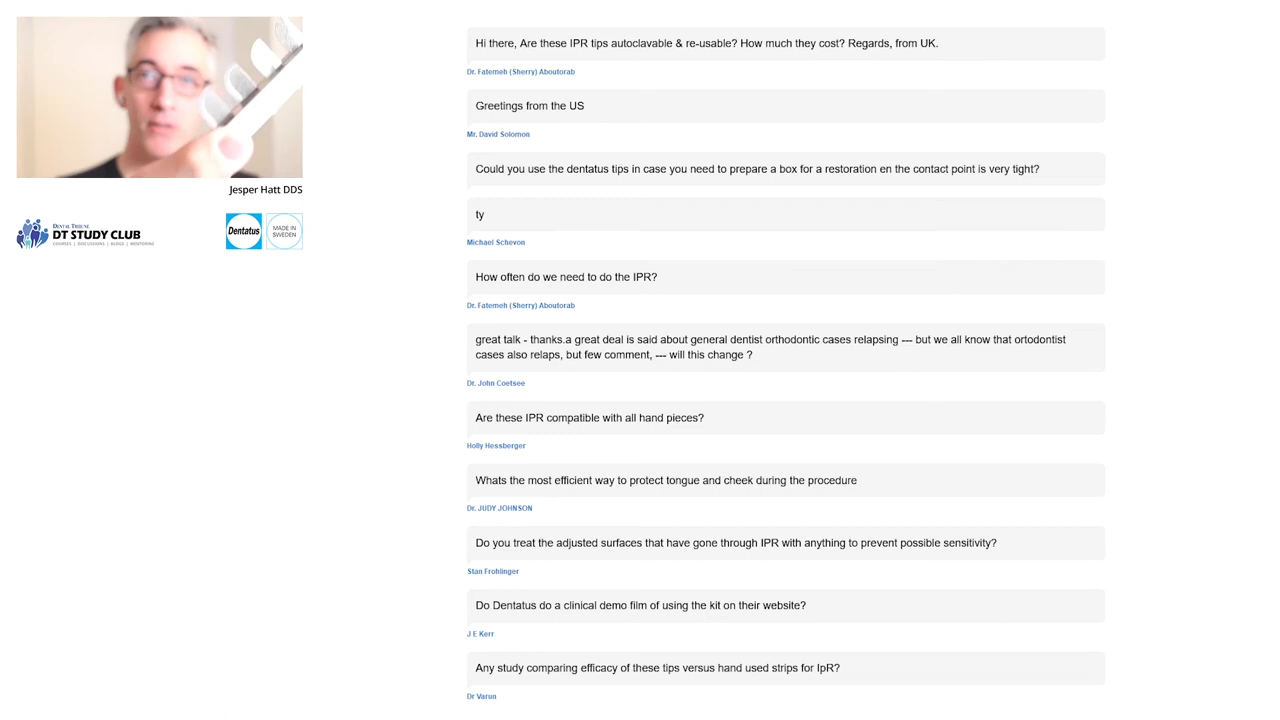 Jesper Hatt DDS
DENTAL TRIBUNE
DT STUDY CLUB
COURSES | DISCUSSIONS | BLOGS | MENTORING
Dentatus
MADE IN
SWEDEN
Hi there, Are these IPR tips autoclavable & re-usable? How much they cost? Regards, from UK.
Dr. Fatemeh (Sherry) Aboutorab
Greetings from the US
Mr. David Solomon
Could you use the dentatus tips in case you need to prepare a box for a restoration en the contact point is very tight?
ty
Michael Schevon
How often do we need to do the IPR?
Dr. Fatemeh (Sherry) Aboutorab
great talk - thanks.a great deal is said about general dentist orthodontic cases relapsing --- but we all know that ortodontist
cases also relaps, but few comment, --- will this change ?
Dr. John Coetsee
Are these IPR compatible with all hand pieces?
Holly Hessberger
Whats the most efficient way to protect tongue and cheek during the procedure
Dr. JUDY JOHNSON
Do you treat the adjusted surfaces that have gone through IPR with anything to prevent possible sensitivity?
Stan Frohlinger
Do Dentatus do a clinical demo film of using the kit on their website?
J E Kerr
Any study comparing efficacy of these tips versus hand used strips for IpR?
Dr Varun